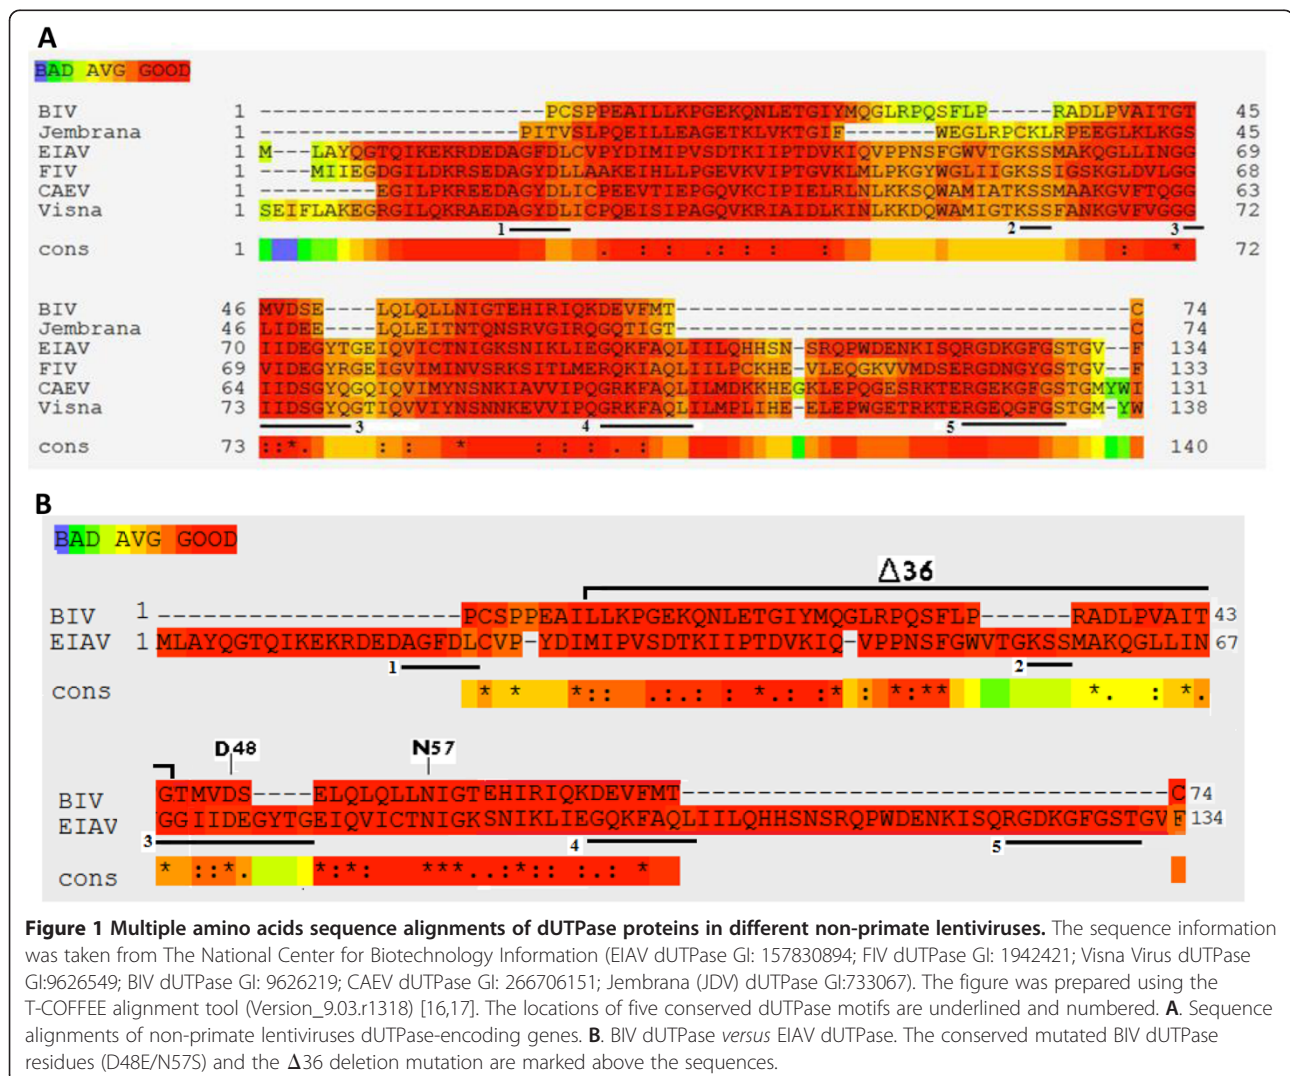 A
BAD AVG GOOD
BIV 1 ----------------------PCSPPEAILLKPGEKQNLETGIYMQGLRPQSFLP-----RADLPVAITGT 45
Jembrana 1 --------------------PITVSLPQEILLEAGETKLVKTGIF-------WEGLRPCKLRPEEGLKLKGS 45
EIAV 1 M---LAYQGTQIKEKRDEDAGFDLCVPYDIMIPVSDTKIIPTDVKIQVPPNSFGWVTGKSSMAKQGLLINGG 69
FIV 1 ----MIIEGDGILDKRSEDAGYDLLAAKEIHLLPGEVKVIPTGVKLMLPKGYWGLIIGKSSIGSKGLDVLGG 68
CAEV 1 ---------EGILPKREEDAGYDLICPEEVTIEPGQVKCIPIELRLNLKKSQWAMIATKSSMAAKGVFTQGG 63
Visna 1 SEIFLAKEGRGILQKRAEDAGYDLICPQEISIPAGQVKRIAIDLKINLKKDQWAMIGTKSSFANKGVFVGGG 72
1 2 3
cons 1 . : : . : : : : : * 72
BIV 46 MVDSE----LQLQLLNIGTEHIRIQKDEVFMT-----------------------------------C 74
Jembrana 46 LIDEE----LQLEITNTQNSRVGIRQGQTIGT-----------------------------------C 74
EIAV 70 IIDEGYTGEIQVICTNIGKSNIKLIEGQKFAQLIILQHHSN-SRQPWDENKISQRGDKGFGSTGV--F 134
FIV 69 VIDEGYRGEIGVIMINVSRKSITLMERQKIAQLIILPCKHE-VLEQGKVVMDSERGDNGYGSTGV--F 133
CAEV 64 IIDSGYQGQIQVIMYNSNKIAVVIPQGRKFAQLILMDKKHEGKLEPQGESRKTERGEKGFGSTGMYWI 131
Visna 73 IIDSGYQGTIQVVIYNSNNKEVVIPQGRKFAQLILMPLIHE-ELEPWGETRKTERGEQGFGSTGM-YW 138
3 4 5
cons 73 ::*. : : * : : : . : 140
B
BAD AVG GOOD
Δ36
BIV 1 --------------------PCSPPEAILLKPGEKQNLETGIYMQGLRPQSFLP------RADLPVAIT 43
EIAV 1 MLAYQGTQIKEKRDEDAGFDLCVP-YDIMIPVSDTKIIPTDVKIQ-VPPNSFGWVTGKSSMAKQGLLIN 67
1 2
cons * * *:: .:.: : *.: :* : *:** *. : *.
D48 N57
BIV GTMVDS----ELQLQLLNIGTEHIRIQKDEVFMT--------------------------------C 74
EIAV GGIIDEGYTGEIQVICTNIGKSNIKLIEGQKFAQLIILQHHSNSRQPWDENKISQRGDKGFGSTGVF 134
3 4 5
cons * ::*. *:*: ***..:*:: :.: *
Figure 1 Multiple amino acids sequence alignments of dUTPase proteins in different non-primate lentiviruses. The sequence information
was taken from The National Center for Biotechnology Information (EIAV dUTPase GI: 157830894; FIV dUTPase GI: 1942421; Visna Virus dUTPase
GI:9626549; BIV dUTPase GI: 9626219; CAEV dUTPase GI: 266706151; Jembrana (JDV) dUTPase GI:733067). The figure was prepared using the
T-COFFEE alignment tool (Version_9.03.r1318) [16,17]. The locations of five conserved dUTPase motifs are underlined and numbered. A. Sequence
alignments of non-primate lentiviruses dUTPase-encoding genes. B. BIV dUTPase versus EIAV dUTPase. The conserved mutated BIV dUTPase
residues (D48E/N57S) and the Δ36 deletion mutation are marked above the sequences.